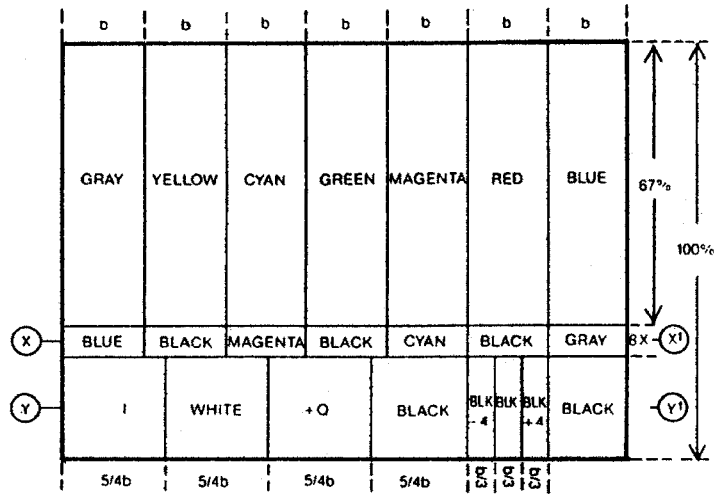 b b b b b b b
GRAY YELLOW CYAN GREEN MAGENTA RED BLUE
67%
100%
X BLUE BLACK MAGENTA BLACK CYAN BLACK GRAY 8X X¹
Y I WHITE +Q BLACK BLK BLK BLK BLACK Y¹
-4 +4
5/4b 5/4b 5/4b 5/4b b/3 b/3 b/3